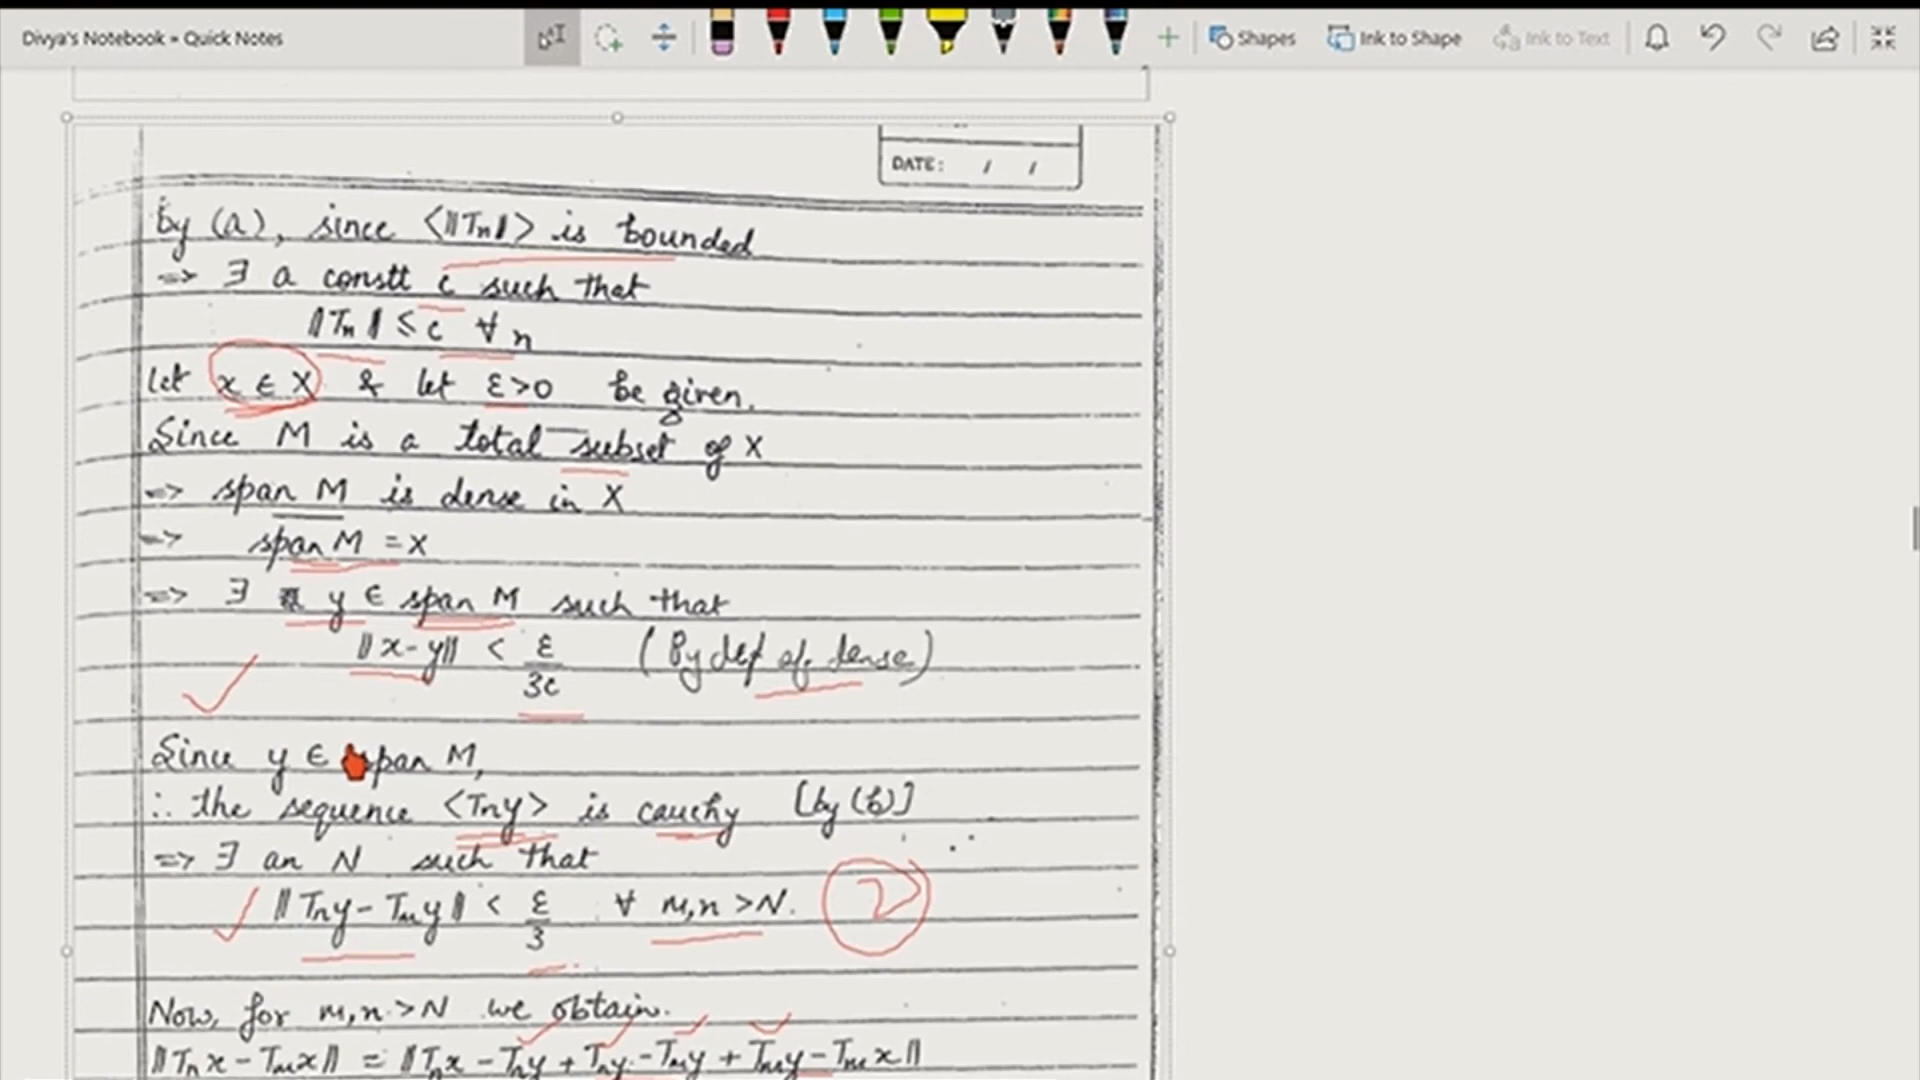 Divya's Notebook » Quick Notes
Shapes
Ink to Shape
Ink to Text
DATE: / /
By (a), since <||Tn||> is bounded
=> ∃ a constt c such that
||Tn|| ≤ c ∀ n
Let x ∈ X & let ε>0 be given.
Since M is a total subset of X
=> span M is dense in X
=> span M = X
=> ∃ y ∈ span M such that
||x-y|| < ε/3c (By def of dense)
Since y ∈ span M,
∴ the sequence <Tny> is cauchy [by (b)]
=> ∃ an N such that
||Tny - Tmy|| < ε/3 ∀ m,n >N. 2
Now, for m,n >N we obtain.
||Tnx - Tmx|| = ||Tnx - Tny + Tny - Tmy + Tmy - Tmx||